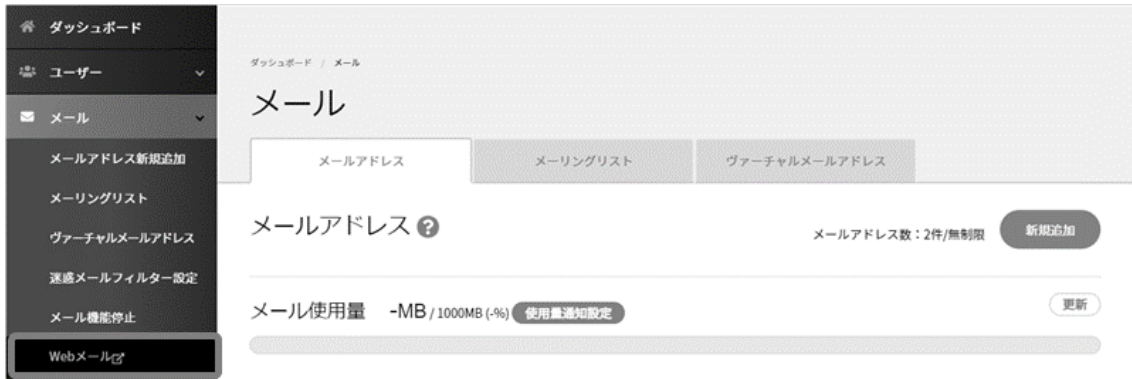 ダッシュボード
ユーザー
メール
メールアドレス新規追加
メーリングリスト
ヴァーチャルメールアドレス
迷惑メールフィルター設定
メール機能停止
Webメール
ダッシュボード / メール
メール
メールアドレス
メーリングリスト
ヴァーチャルメールアドレス
メールアドレス ?
メールアドレス数：2件/無制限
新規追加
メール使用量 -MB / 1000MB (-%) 使用量通知設定
更新